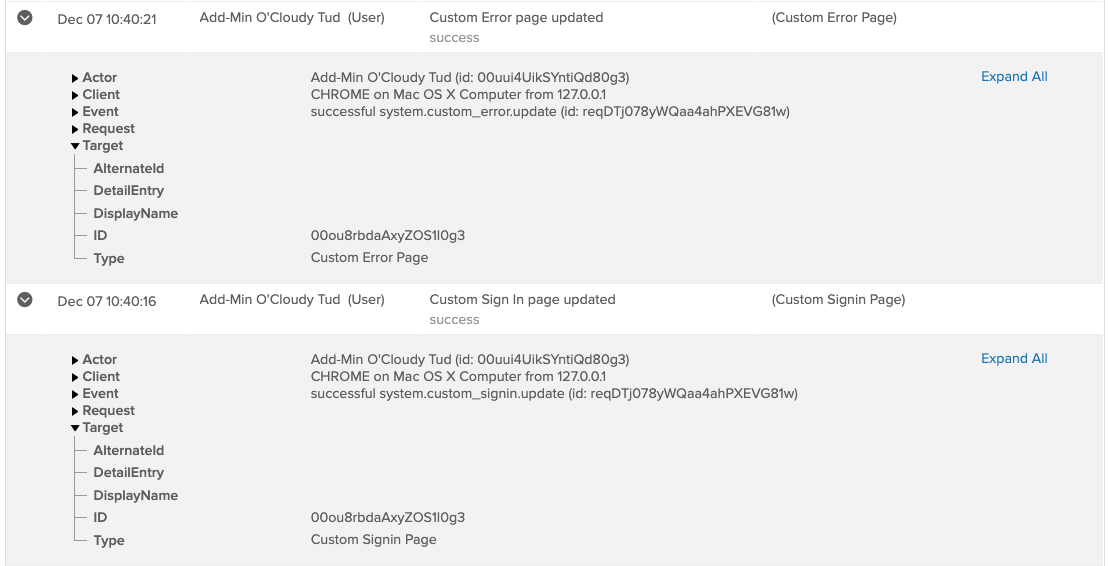 Dec 07 10:40:21 Add-Min O'Cloudy Tud (User) Custom Error page updated (Custom Error Page)
success
Actor Add-Min O'Cloudy Tud (id: 00uui4UikSYntiQd80g3) Expand All
Client CHROME on Mac OS X Computer from 127.0.0.1
Event successful system.custom_error.update (id: reqDTj078yWQaa4ahPXEVG81w)
Request
Target
AlternateId
DetailEntry
DisplayName
ID 00ou8rbdaAxyZOS1l0g3
Type Custom Error Page
Dec 07 10:40:16 Add-Min O'Cloudy Tud (User) Custom Sign In page updated (Custom Signin Page)
success
Actor Add-Min O'Cloudy Tud (id: 00uui4UikSYntiQd80g3) Expand All
Client CHROME on Mac OS X Computer from 127.0.0.1
Event successful system.custom_signin.update (id: reqDTj078yWQaa4ahPXEVG81w)
Request
Target
AlternateId
DetailEntry
DisplayName
ID 00ou8rbdaAxyZOS1l0g3
Type Custom Signin Page